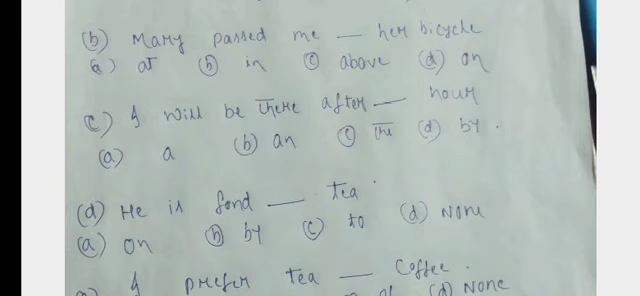 (b) Mary passed me — her bicycle
(a) at (b) in (c) above (d) on
(c) I will be there after — hour
(a) a (b) an (c) The (d) by.
(d) He is fond — tea
(a) on (b) by (c) to (d) None
I prefer tea — coffee.
(d) None